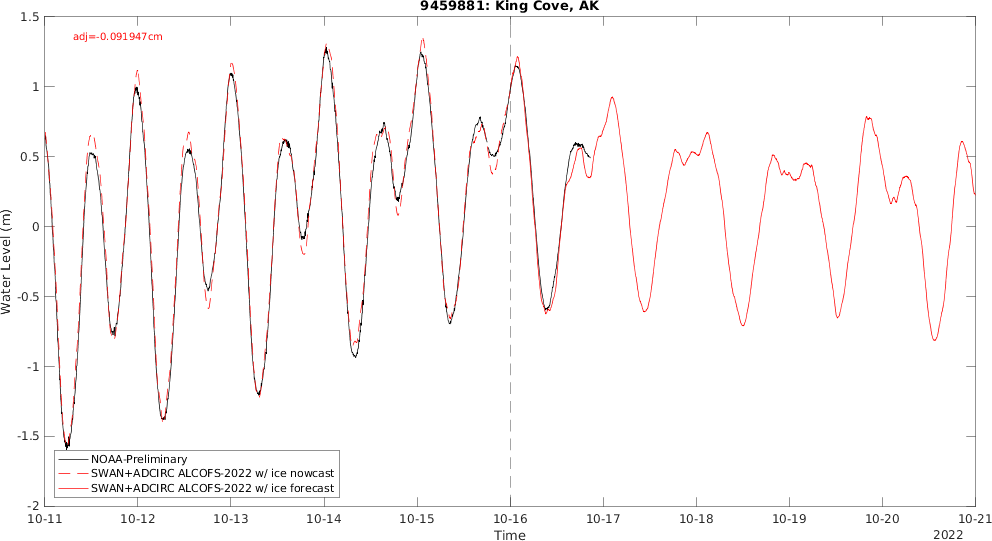 9459881: King Cove, AK
adj=-0.091947cm
Water Level (m)
1.5
1
0.5
0
-0.5
-1
-1.5
-2
NOAA-Preliminary
SWAN+ADCIRC ALCOFS-2022 w/ ice nowcast
SWAN+ADCIRC ALCOFS-2022 w/ ice forecast
10-11 10-12 10-13 10-14 10-15 10-16 10-17 10-18 10-19 10-20 10-21
Time
2022